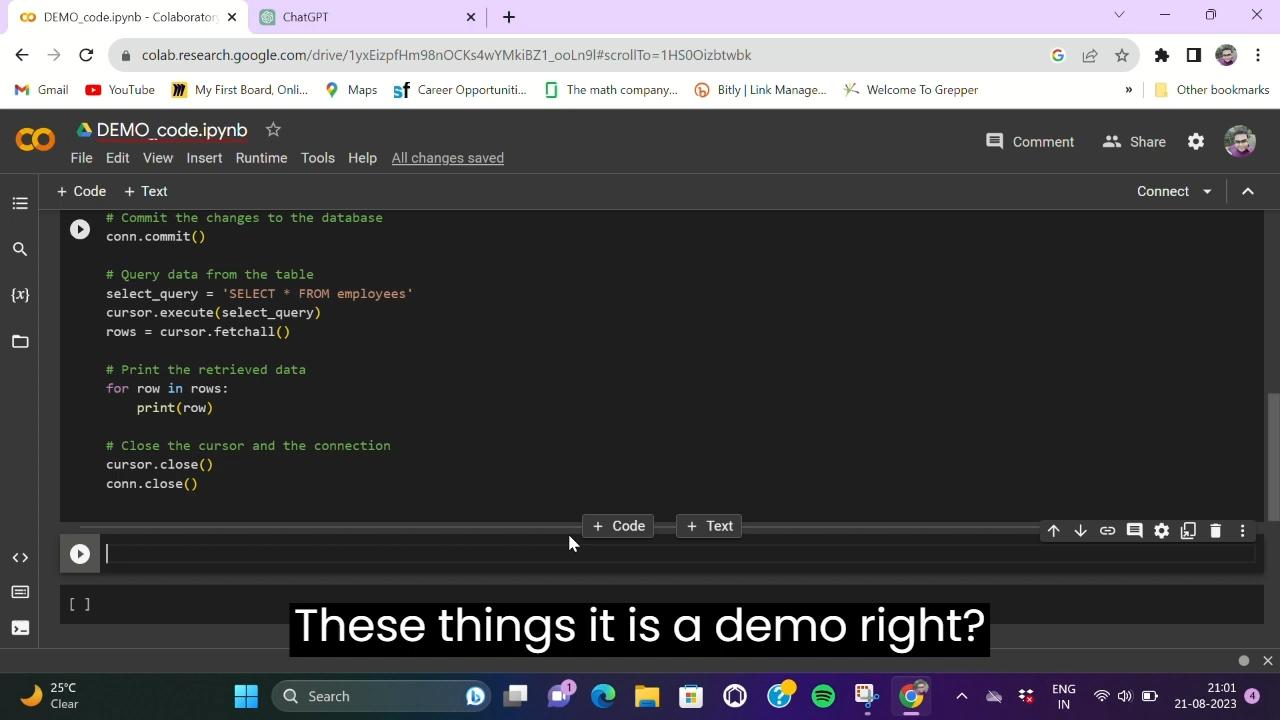 DEMO_code.ipynb - Colaboratory
ChatGPT
colab.research.google.com/drive/1vxEizpfHm98nOCKs4wYMKiBZ1_ooLn9l#scrollTo=1HS0Oizbtwbk
Gmail
YouTube
My First Board, Onli...
Maps
Career Opportuniti...
The math company...
Bitly | Link Manage...
Welcome To Grepper
»
Other bookmarks
DEMO_code.ipynb
Comment
Share
File Edit View Insert Runtime Tools Help All changes saved
+ Code + Text
Connect
# Commit the changes to the database
conn.commit()
# Query data from the table
select_query = 'SELECT * FROM employees'
cursor.execute(select_query)
rows = cursor.fetchall()
# Print the retrieved data
for row in rows:
print(row)
# Close the cursor and the connection
cursor.close()
conn.close()
+ Code + Text
{x}
[ ]
These things it is a demo right?
25°C
Clear
Search
1
ENG
IN
21:01
21-08-2023
4